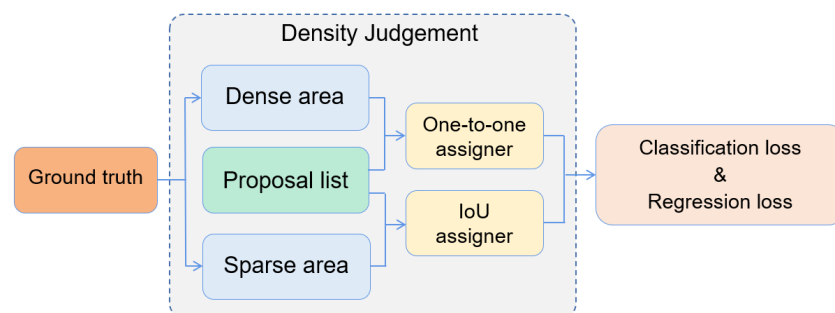 Density Judgement
Ground truth
Dense area
Proposal list
Sparse area
One-to-one
assigner
IoU
assigner
Classification loss
&
Regression loss